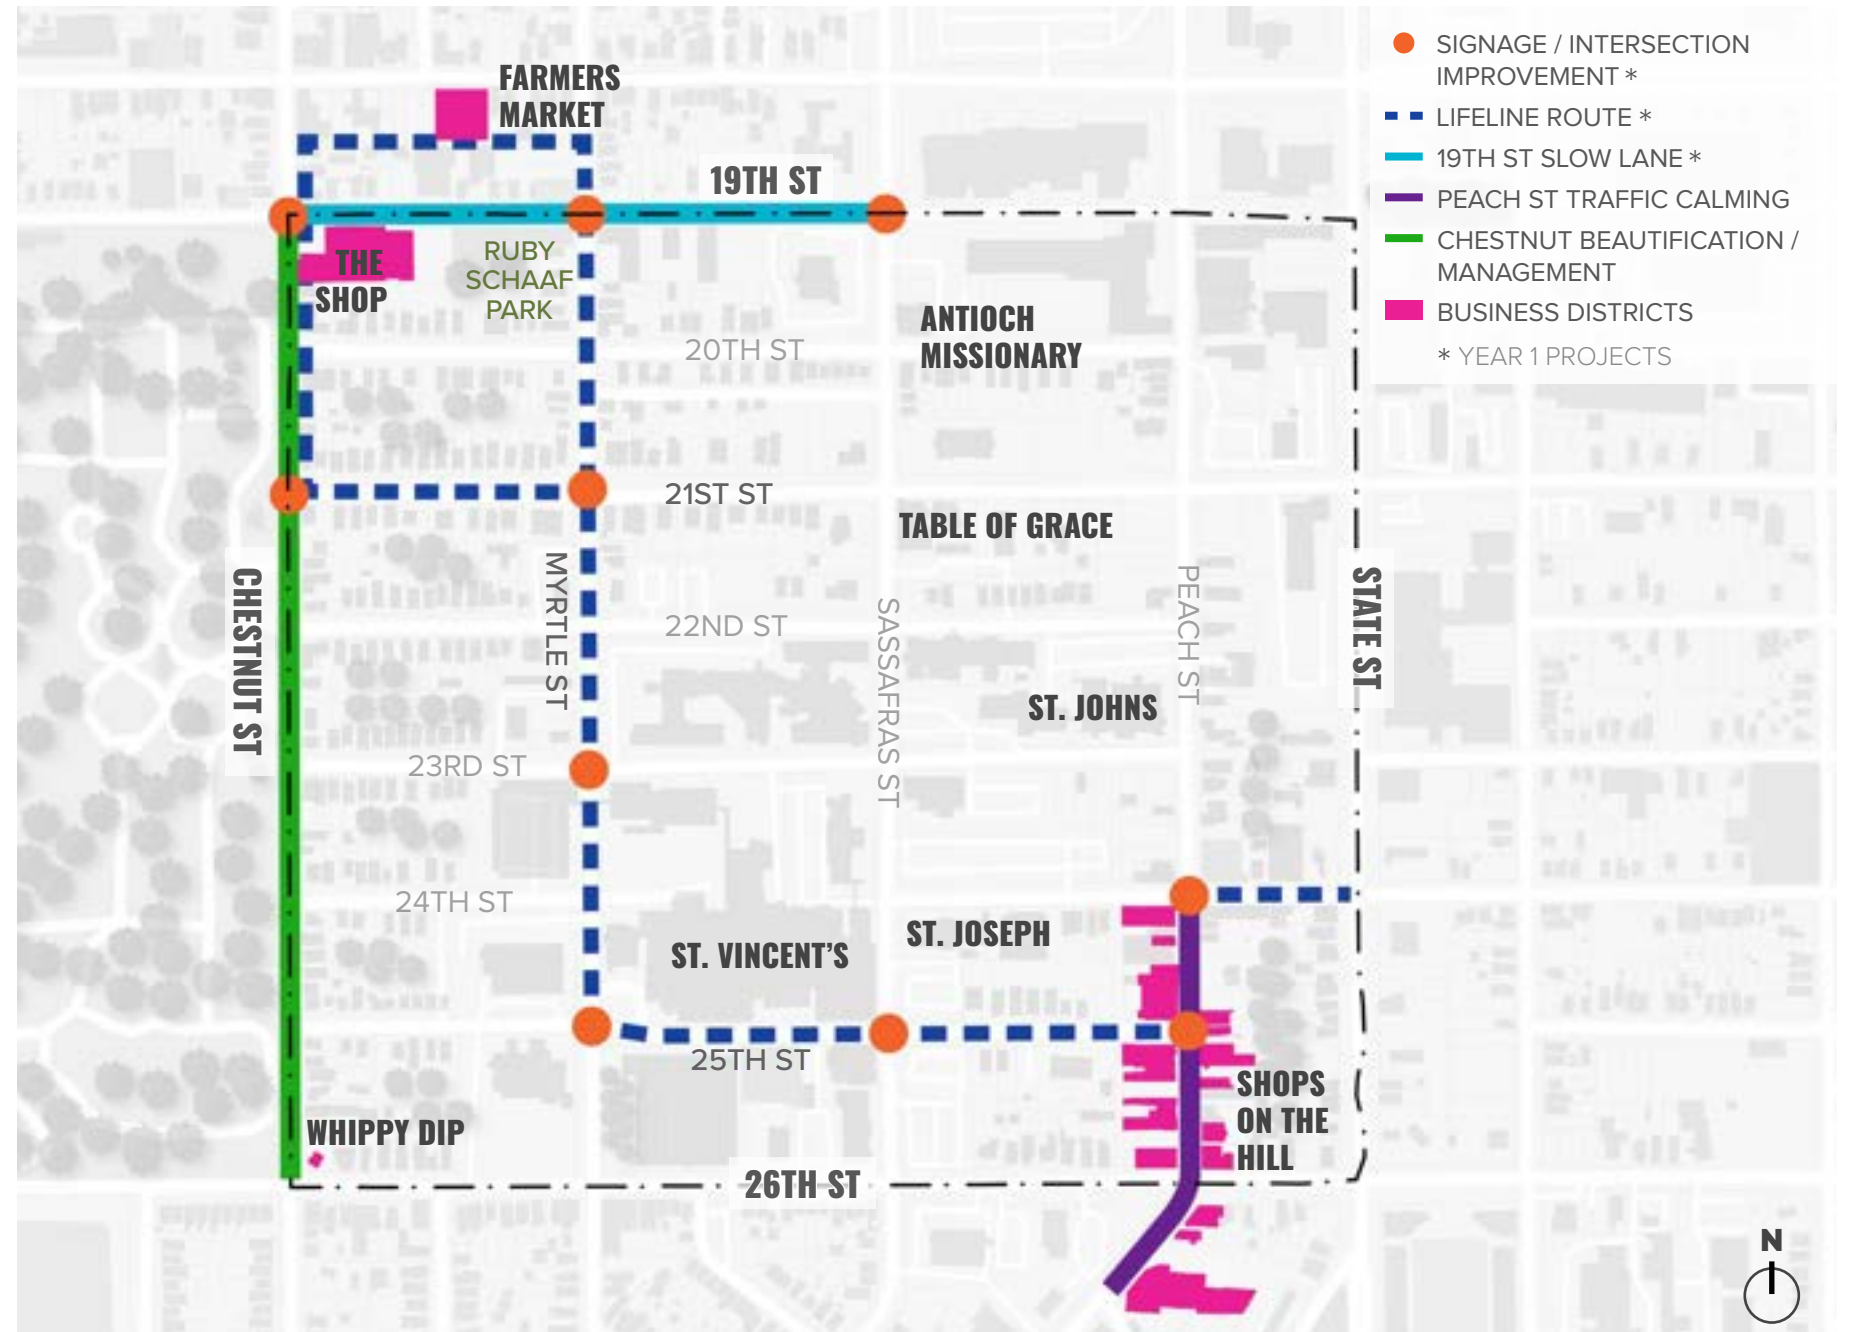 FARMERS
MARKET
SIGNAGE / INTERSECTION
IMPROVEMENT *
LIFELINE ROUTE *
19TH ST SLOW LANE *
PEACH ST TRAFFIC CALMING
CHESTNUT BEAUTIFICATION /
MANAGEMENT
BUSINESS DISTRICTS
* YEAR 1 PROJECTS
19TH ST
THE
SHOP
RUBY
SCHAAF
PARK
20TH ST
ANTIOCH
MISSIONARY
21ST ST
TABLE OF GRACE
CHESTNUT ST
MYRTLE ST
22ND ST
SASSAFRAS ST
PEACH ST
STATE ST
ST. JOHNS
23RD ST
24TH ST
ST. VINCENT'S
ST. JOSEPH
25TH ST
SHOPS
ON THE
HILL
WHIPPY DIP
26TH ST
N